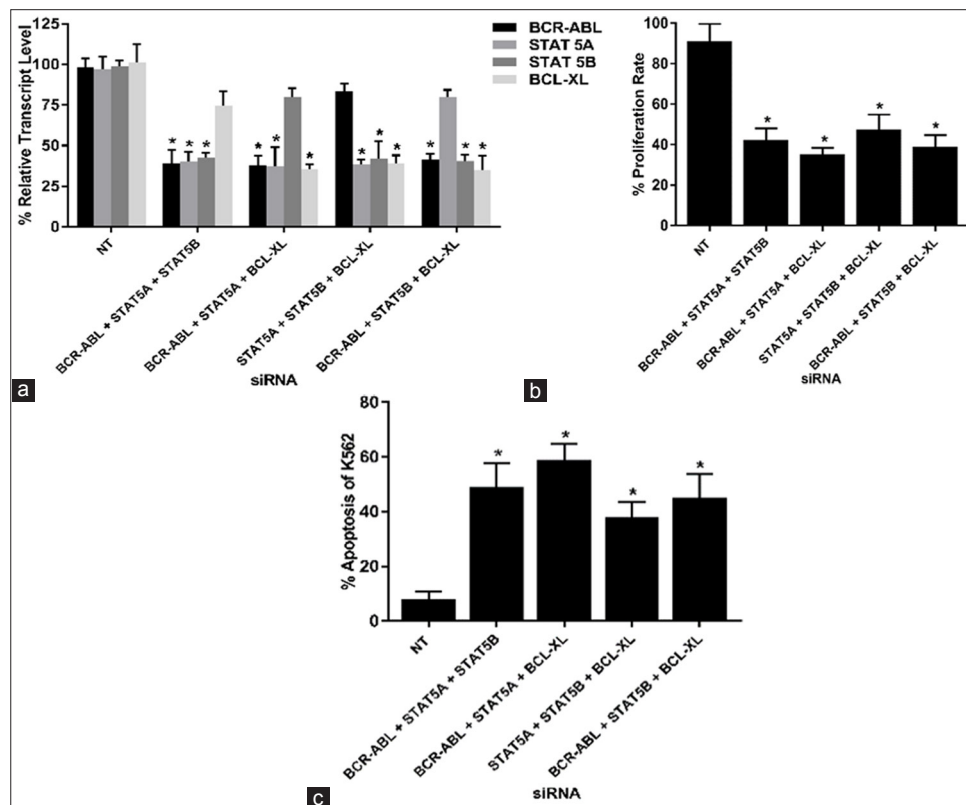 125
100
75
50
25
0
% Relative Transcript Level
BCR-ABL
STAT 5A
STAT 5B
BCL-XL
* * *
* * *
* * *
* * *
NT
BCR-ABL + STAT5A + STAT5B
BCR-ABL + STAT5A + BCL-XL
STAT5A + STAT5B + BCL-XL
BCR-ABL + STAT5B + BCL-XL
siRNA
a
100
80
60
40
20
0
% Proliferation Rate
* * * *
NT
BCR-ABL + STAT5A + STAT5B
BCR-ABL + STAT5A + BCL-XL
STAT5A + STAT5B + BCL-XL
BCR-ABL + STAT5B + BCL-XL
siRNA
b
80
60
40
20
0
% Apoptosis of K562
* * * *
NT
BCR-ABL + STAT5A + STAT5B
BCR-ABL + STAT5A + BCL-XL
STAT5A + STAT5B + BCL-XL
BCR-ABL + STAT5B + BCL-XL
siRNA
c